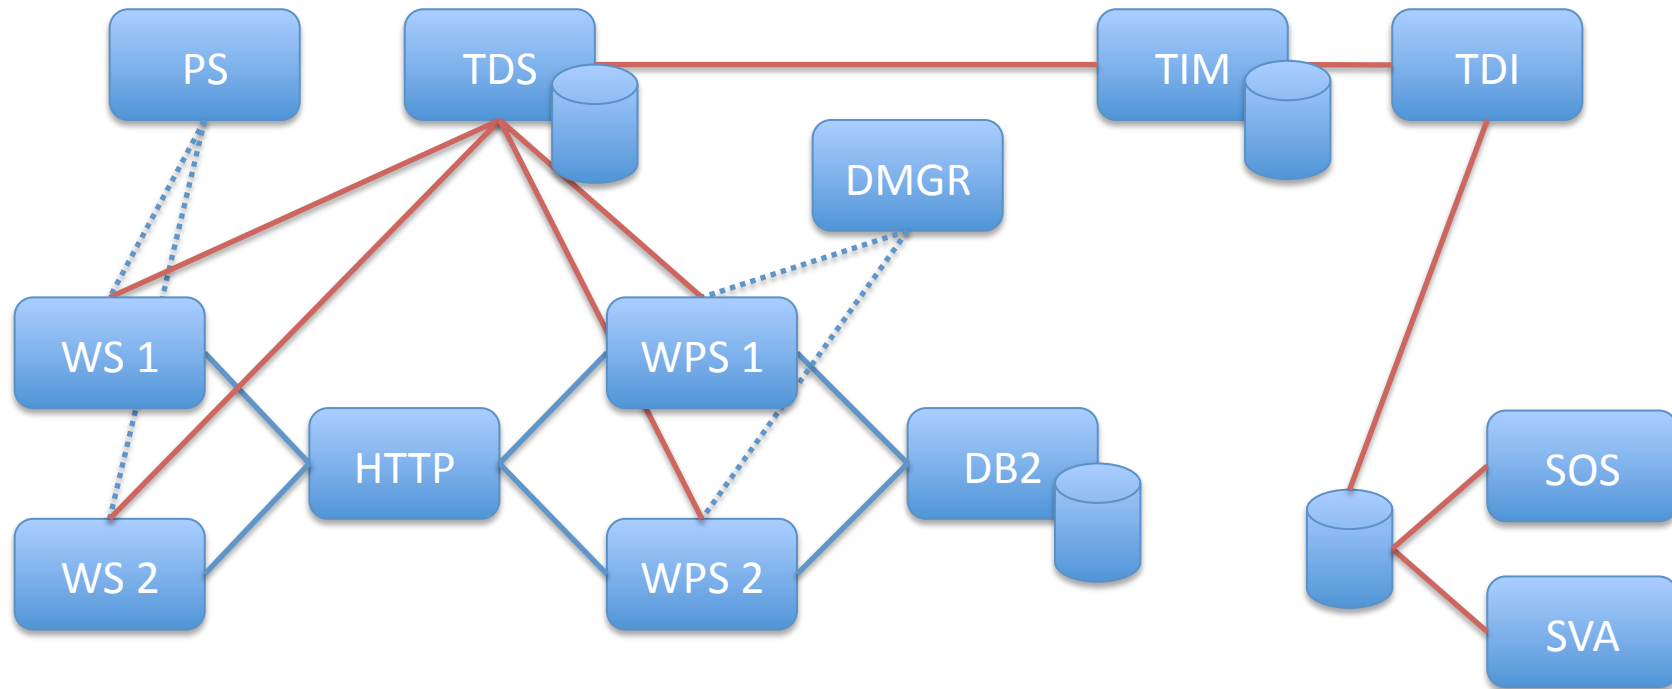 PS
TDS
TIM
TDI
DMGR
WS 1
WPS 1
HTTP
DB2
SOS
WS 2
WPS 2
SVA